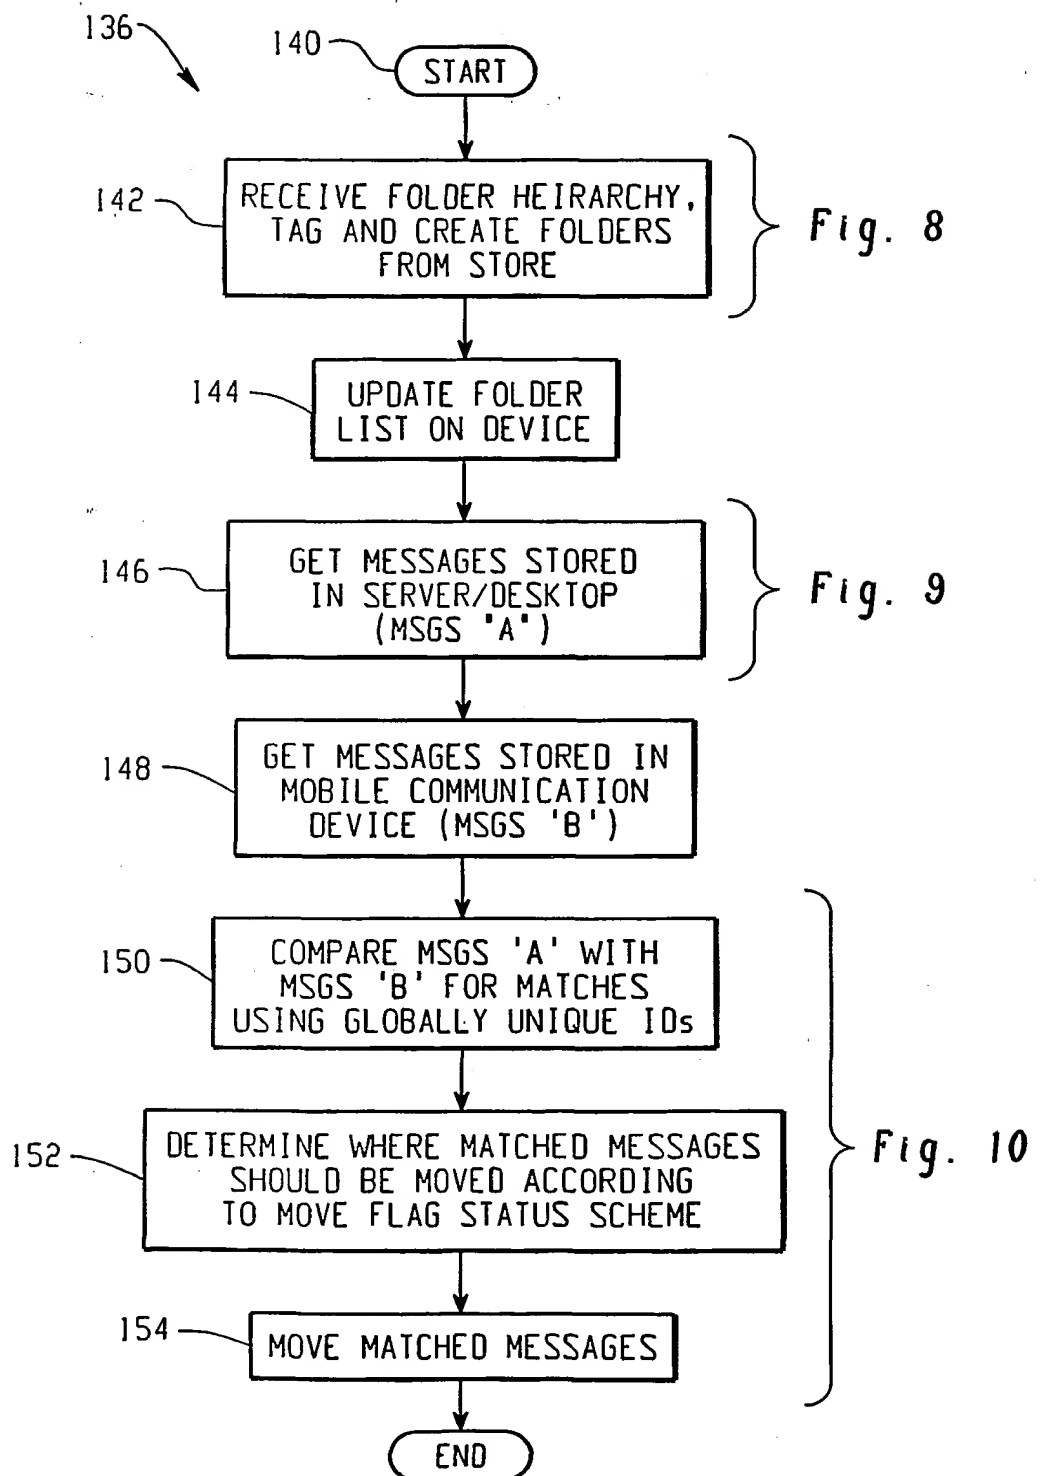 136
140
START
142
RECEIVE FOLDER HEIRARCHY,
TAG AND CREATE FOLDERS
FROM STORE
Fig. 8
144
UPDATE FOLDER
LIST ON DEVICE
146
GET MESSAGES STORED
IN SERVER/DESKTOP
(MSGS 'A')
Fig. 9
148
GET MESSAGES STORED IN
MOBILE COMMUNICATION
DEVICE (MSGS 'B')
150
COMPARE MSGS 'A' WITH
MSGS 'B' FOR MATCHES
USING GLOBALLY UNIQUE IDs
152
DETERMINE WHERE MATCHED MESSAGES
SHOULD BE MOVED ACCORDING
TO MOVE FLAG STATUS SCHEME
Fig. 10
154
MOVE MATCHED MESSAGES
END